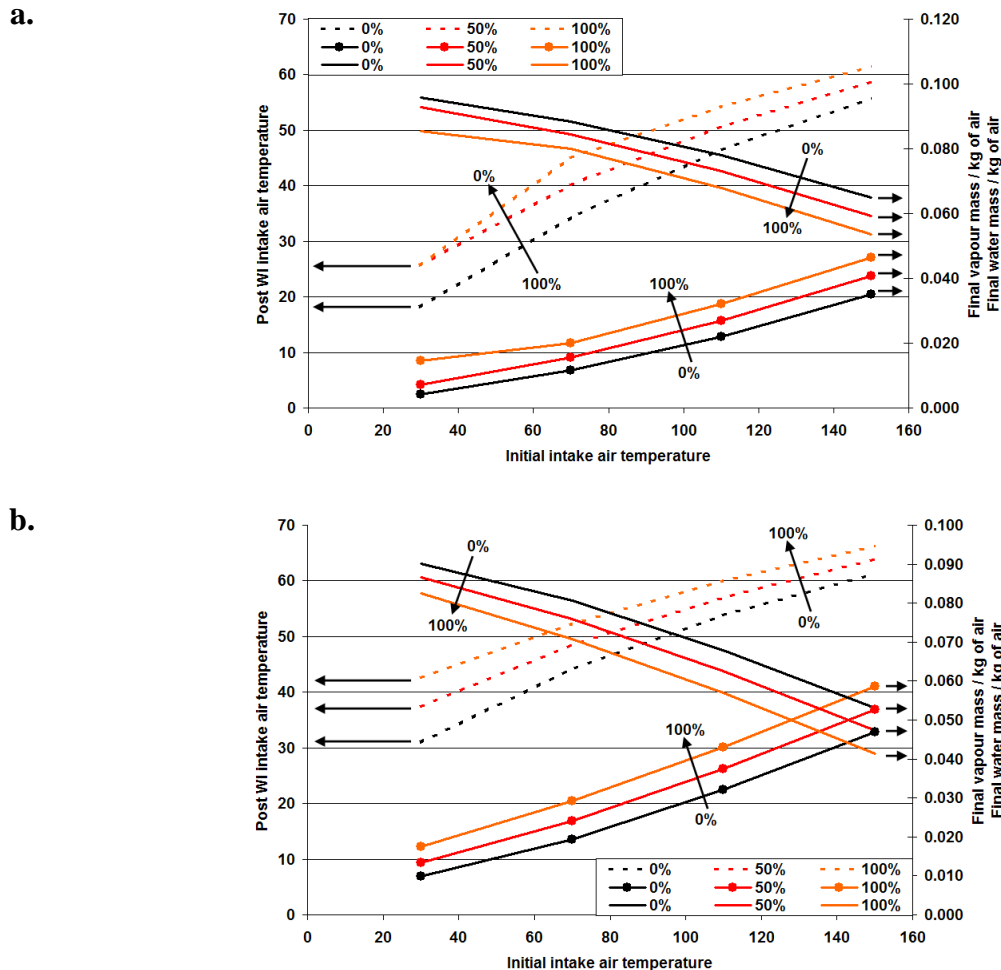 a.
70
60
50
40
30
20
10
0
Post WI intake air temperature
0% 50% 100%
0% 50% 100%
0% 50% 100%
0%
100%
0%
100%
100%
0%
0.120
0.100
0.080
0.060
0.040
0.020
0.000
Final vapour mass / kg of air
Final water mass / kg of air
0 20 40 60 80 100 120 140 160
Initial intake air temperature
b.
70
60
50
40
30
20
10
0
Post WI intake air temperature
0%
100%
100%
0%
100%
0%
0% 50% 100%
0% 50% 100%
0% 50% 100%
0.100
0.090
0.080
0.070
0.060
0.050
0.040
0.030
0.020
0.010
0.000
Final vapour mass / kg of air
Final water mass / kg of air
0 20 40 60 80 100 120 140 160
Initial intake air temperature